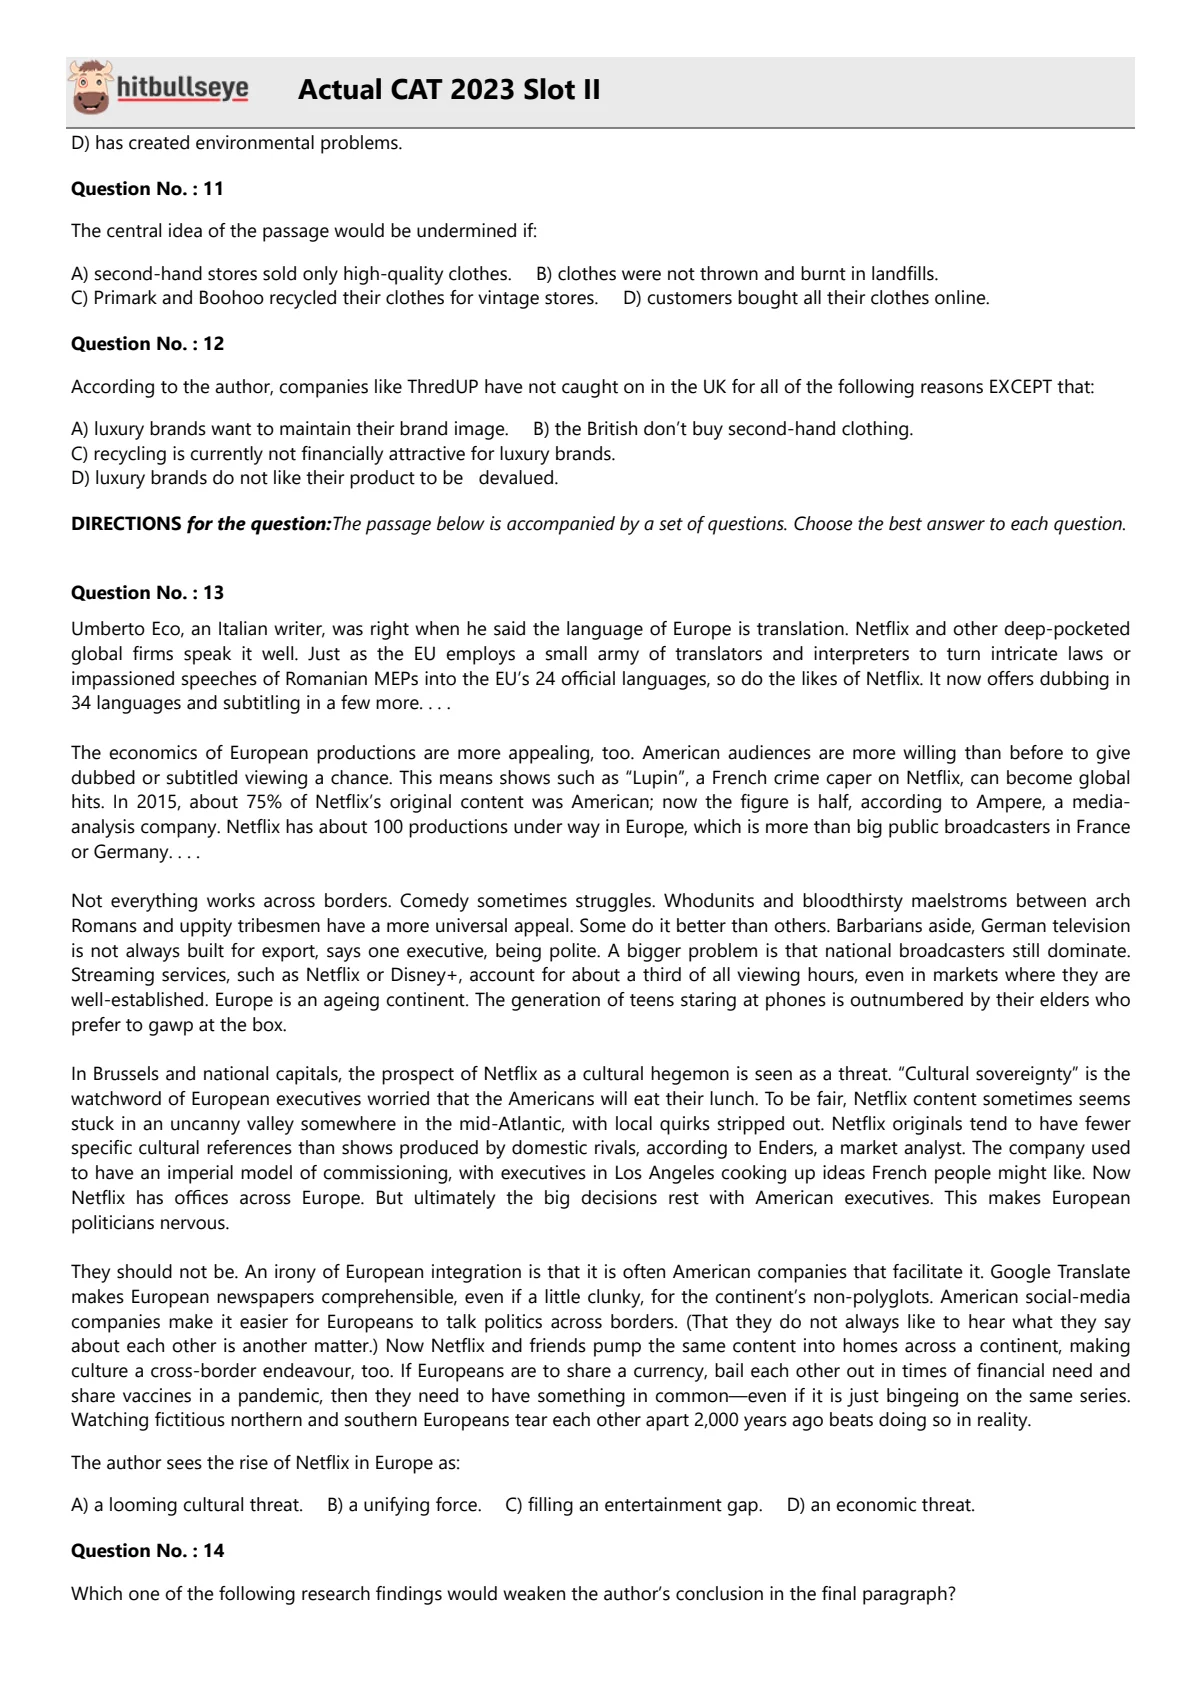 hitbullseye Actual CAT 2023 Slot II
D) has created environmental problems.
Question No. : 11
The central idea of the passage would be undermined if:
A) second-hand stores sold only high-quality clothes. B) clothes were not thrown and burnt in landfills.
C) Primark and Boohoo recycled their clothes for vintage stores. D) customers bought all their clothes online.
Question No. : 12
According to the author, companies like ThredUP have not caught on in the UK for all of the following reasons EXCEPT that:
A) luxury brands want to maintain their brand image. B) the British don’t buy second-hand clothing.
C) recycling is currently not financially attractive for luxury brands.
D) luxury brands do not like their product to be devalued.
DIRECTIONS for the question:The passage below is accompanied by a set of questions. Choose the best answer to each question.
Question No. : 13
Umberto Eco, an Italian writer, was right when he said the language of Europe is translation. Netflix and other deep-pocketed
global firms speak it well. Just as the EU employs a small army of translators and interpreters to turn intricate laws or
impassioned speeches of Romanian MEPs into the EU’s 24 official languages, so do the likes of Netflix. It now offers dubbing in
34 languages and subtitling in a few more. . . .
The economics of European productions are more appealing, too. American audiences are more willing than before to give
dubbed or subtitled viewing a chance. This means shows such as “Lupin”, a French crime caper on Netflix, can become global
hits. In 2015, about 75% of Netflix’s original content was American; now the figure is half, according to Ampere, a media-
analysis company. Netflix has about 100 productions under way in Europe, which is more than big public broadcasters in France
or Germany. . . .
Not everything works across borders. Comedy sometimes struggles. Whodunits and bloodthirsty maelstroms between arch
Romans and uppity tribesmen have a more universal appeal. Some do it better than others. Barbarians aside, German television
is not always built for export, says one executive, being polite. A bigger problem is that national broadcasters still dominate.
Streaming services, such as Netflix or Disney+, account for about a third of all viewing hours, even in markets where they are
well-established. Europe is an ageing continent. The generation of teens staring at phones is outnumbered by their elders who
prefer to gawp at the box.
In Brussels and national capitals, the prospect of Netflix as a cultural hegemon is seen as a threat. “Cultural sovereignty” is the
watchword of European executives worried that the Americans will eat their lunch. To be fair, Netflix content sometimes seems
stuck in an uncanny valley somewhere in the mid-Atlantic, with local quirks stripped out. Netflix originals tend to have fewer
specific cultural references than shows produced by domestic rivals, according to Enders, a market analyst. The company used
to have an imperial model of commissioning, with executives in Los Angeles cooking up ideas French people might like. Now
Netflix has offices across Europe. But ultimately the big decisions rest with American executives. This makes European
politicians nervous.
They should not be. An irony of European integration is that it is often American companies that facilitate it. Google Translate
makes European newspapers comprehensible, even if a little clunky, for the continent’s non-polyglots. American social-media
companies make it easier for Europeans to talk politics across borders. (That they do not always like to hear what they say
about each other is another matter.) Now Netflix and friends pump the same content into homes across a continent, making
culture a cross-border endeavour, too. If Europeans are to share a currency, bail each other out in times of financial need and
share vaccines in a pandemic, then they need to have something in common—even if it is just bingeing on the same series.
Watching fictitious northern and southern Europeans tear each other apart 2,000 years ago beats doing so in reality.
The author sees the rise of Netflix in Europe as:
A) a looming cultural threat. B) a unifying force. C) filling an entertainment gap. D) an economic threat.
Question No. : 14
Which one of the following research findings would weaken the author’s conclusion in the final paragraph?